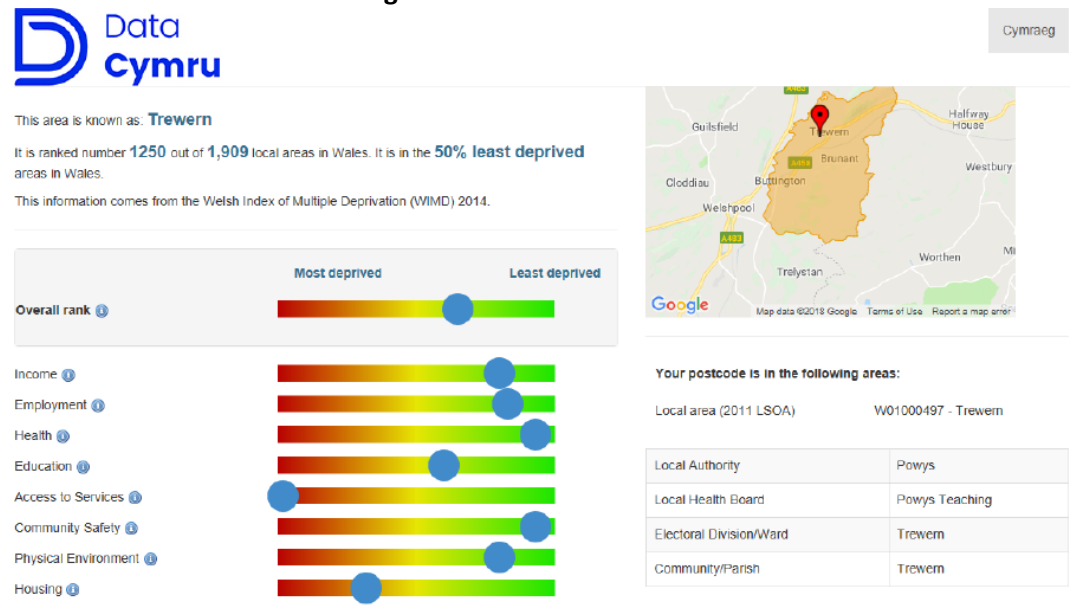 Data
Cymru
Cymraeg
This area is known as: Trewern
It is ranked number 1250 out of 1,909 local areas in Wales. It is in the 50% least deprived
areas in Wales.
This information comes from the Welsh Index of Multiple Deprivation (WIMD) 2014.
Most deprived Least deprived
Overall rank
Income
Employment
Health
Education
Access to Services
Community Safety
Physical Environment
Housing
Guilsfield
Trewern
Halfway
House
A458
Brunant
Westbury
Cloddiau
Buttington
Welshpool
A483
Worthen
Trelystan
Google
Map data ©2018 Google Terms of Use Report a map error
Your postcode is in the following areas:
Local area (2011 LSOA) W01000497 - Trewern
Local Authority Powys
Local Health Board Powys Teaching
Electoral Division/Ward Trewern
Community/Parish Trewern